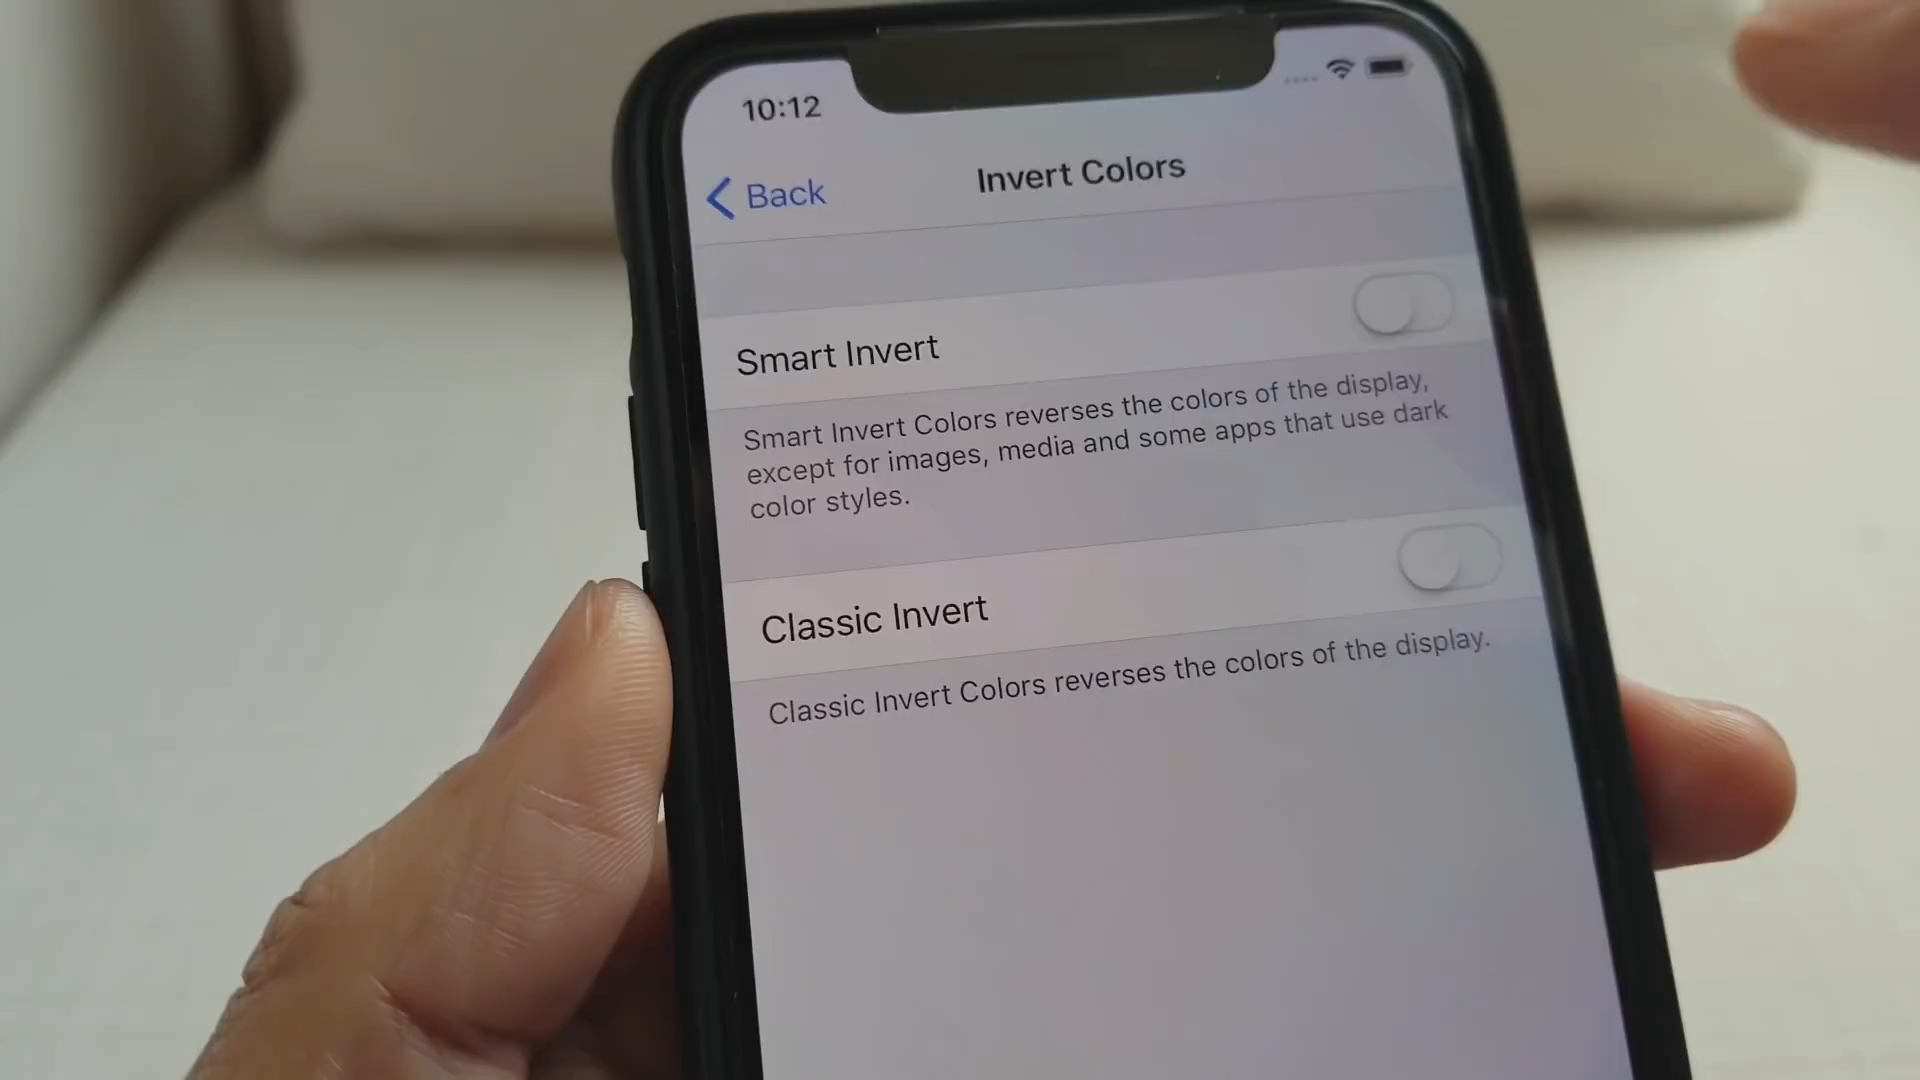 10:12
Back
Invert Colors
Smart Invert
Smart Invert Colors reverses the colors of the display,
except for images, media and some apps that use dark
color styles.
Classic Invert
Classic Invert Colors reverses the colors of the display.